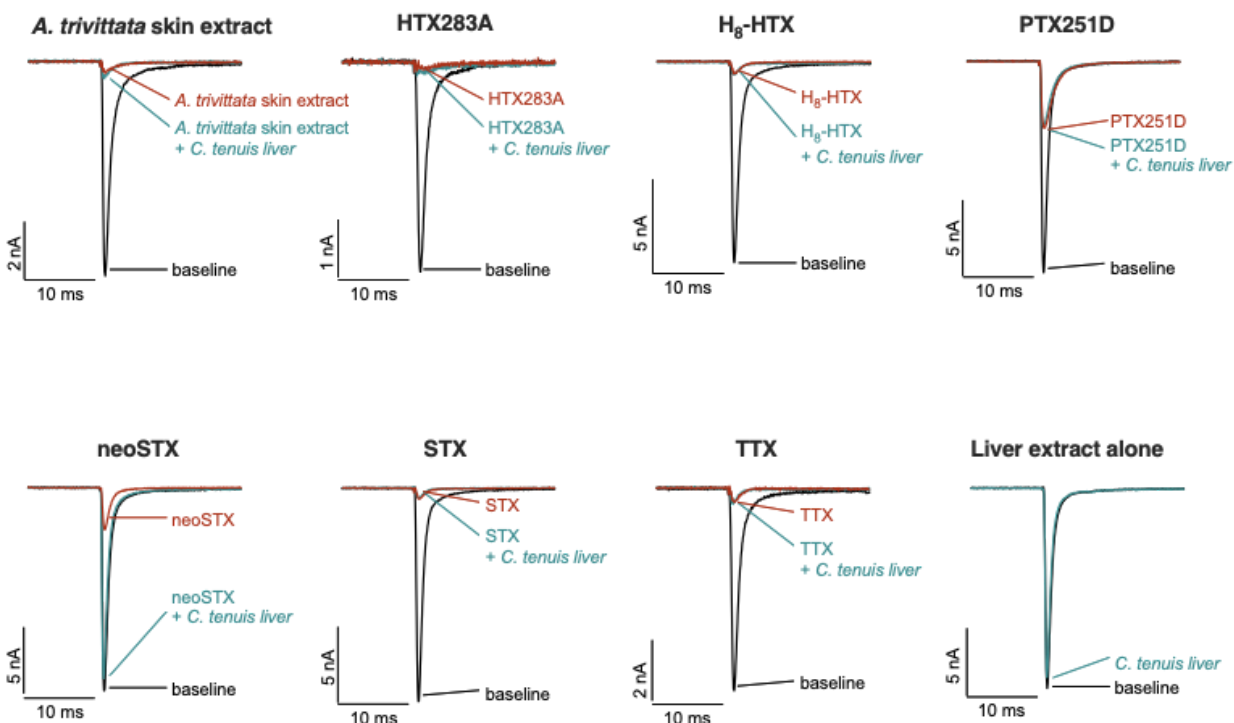 A. trivittata skin extract
A. trivittata skin extract
A. trivittata skin extract
+ C. tenuis liver
2 nA
baseline
10 ms
HTX283A
HTX283A
HTX283A
+ C. tenuis liver
1 nA
baseline
10 ms
H₈-HTX
H₈-HTX
H₈-HTX
+ C. tenuis liver
5 nA
baseline
10 ms
PTX251D
PTX251D
PTX251D
+ C. tenuis liver
5 nA
baseline
10 ms
neoSTX
neoSTX
neoSTX
+ C. tenuis liver
5 nA
baseline
10 ms
STX
STX
STX
+ C. tenuis liver
5 nA
baseline
10 ms
TTX
TTX
TTX
+ C. tenuis liver
2 nA
baseline
10 ms
Liver extract alone
5 nA
C. tenuis liver
baseline
10 ms